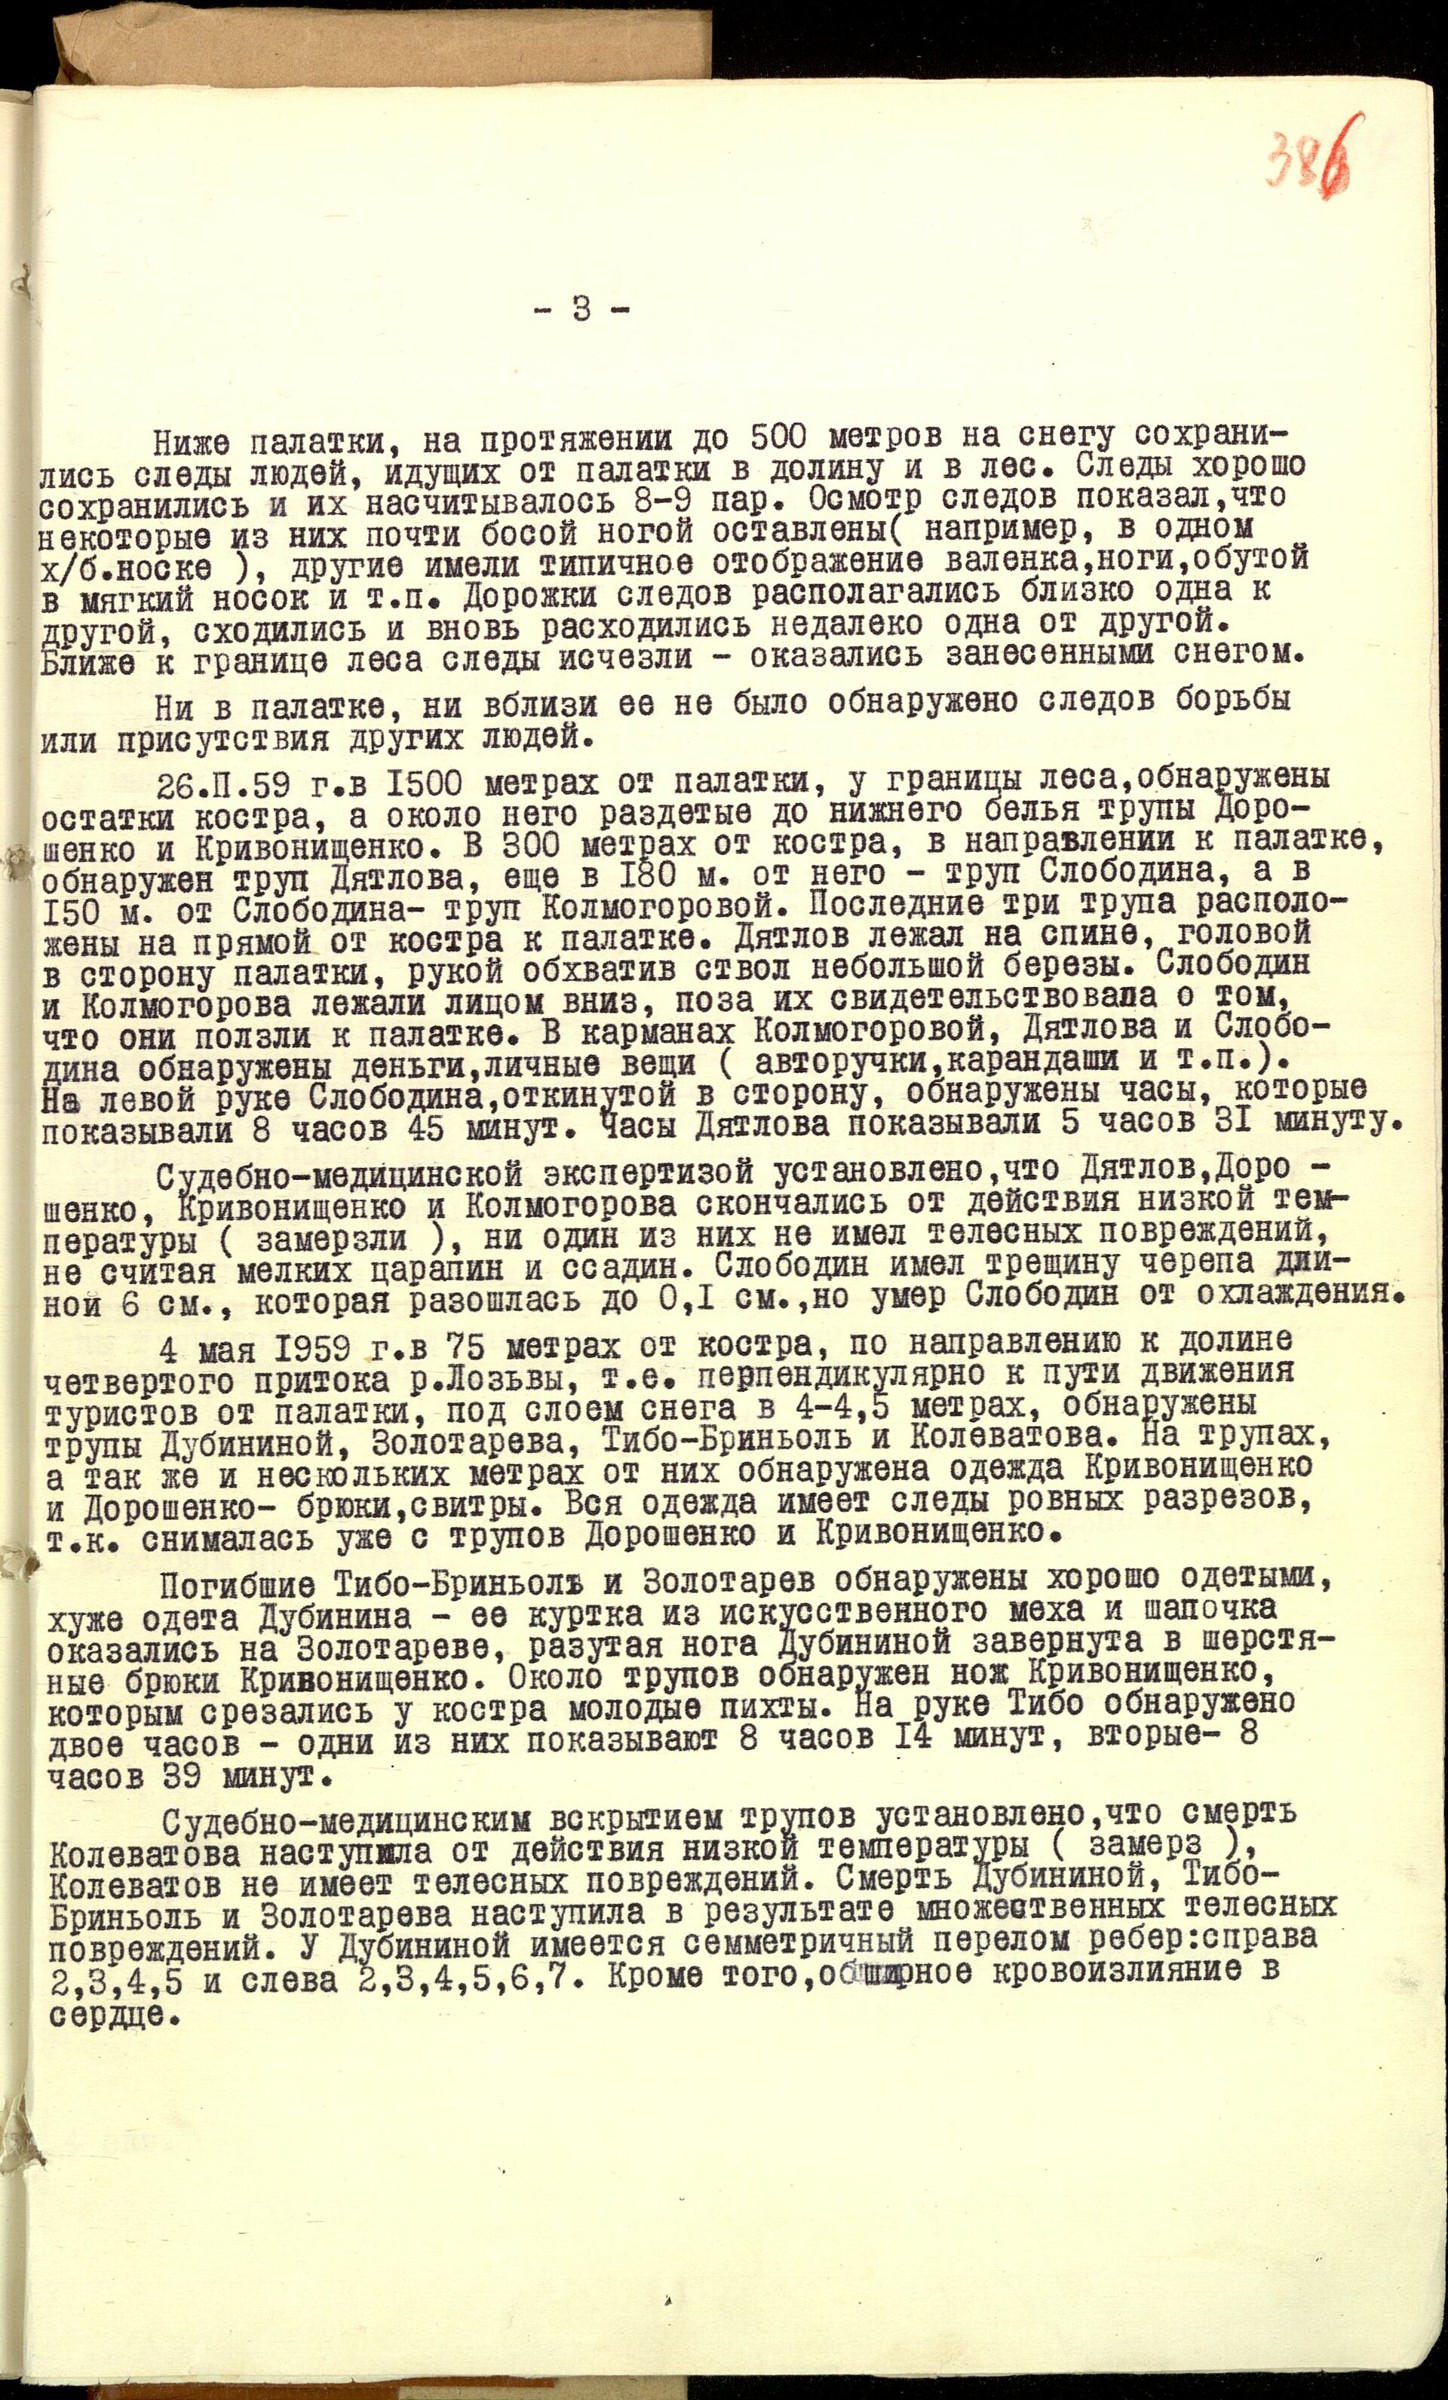 386
- 3 -
Ниже палатки, на протяжении до 500 метров на снегу сохрани-
лись следы людей, идущих от палатки в долину и в лес. Следы хорошо
сохранились и их насчитывалось 8-9 пар. Осмотр следов показал,что
некоторые из них почти босой ногой оставлены( например, в одном
х/б.носке ), другие имели типичное отображение валенка,ноги,обутой
в мягкий носок и т.п. Дорожки следов располагались близко одна к
другой, сходились и вновь расходились недалеко одна от другой.
Ближе к границе леса следы исчезли - оказались занесенными снегом.
Ни в палатке, ни вблизи ее не было обнаружено следов борьбы
или присутствия других людей.
26.П.59 г.в I500 метрах от палатки, у границы леса,обнаружены
остатки костра, а около него раздетые до нижнего белья трупы Доро-
шенко и Кривонищенко. В 300 метрах от костра, в направлении к палатке,
обнаружен труп Дятлова, еще в I80 м. от него - труп Слободина, а в
I50 м. от Слободина- труп Колмогоровой. Последние три трупа располо-
жены на прямой от костра к палатке. Дятлов лежал на спине, головой
в сторону палатки, рукой обхватив ствол небольшой березы. Слободин
и Колмогорова лежали лицом вниз, поза их свидетельствовала о том,
что они ползли к палатке. В карманах Колмогоровой, Дятлова и Слобо-
дина обнаружены деньги,личные вещи ( авторучки,карандаши и т.п.).
На левой руке Слободина,откинутой в сторону, обнаружены часы, которые
показывали 8 часов 45 минут. Часы Дятлова показывали 5 часов 3I минуту.
Судебно-медицинской экспертизой установлено,что Дятлов,Доро -
шенко, Кривонищенко и Колмогорова скончались от действия низкой тем-
пературы ( замерзли ), ни один из них не имел телесных повреждений,
не считая мелких царапин и ссадин. Слободин имел трещину черепа дли-
ной 6 см., которая разошлась до 0,I см.,но умер Слободин от охлаждения.
4 мая I959 г.в 75 метрах от костра, по направлению к долине
четвертого притока р.Лозьвы, т.е. перпендикулярно к пути движения
туристов от палатки, под слоем снега в 4-4,5 метрах, обнаружены
трупы Дубининой, Золотарева, Тибо-Бриньоль и Колеватова. На трупах,
а так же и нескольких метрах от них обнаружена одежда Кривонищенко
и Дорошенко- брюки,свитры. Вся одежда имеет следы ровных разрезов,
т.к. снималась уже с трупов Дорошенко и Кривонищенко.
Погибшие Тибо-Бриньоль и Золотарев обнаружены хорошо одетыми,
хуже одета Дубинина - ее куртка из искусственного меха и шапочка
оказались на Золотареве, разутая нога Дубининой завернута в шерстя-
ные брюки Кривонищенко. Около трупов обнаружен нож Кривонищенко,
которым срезались у костра молодые пихты. На руке Тибо обнаружено
двое часов - одни из них показывают 8 часов I4 минут, вторые- 8
часов 39 минут.
Судебно-медицинским вскрытием трупов установлено,что смерть
Колеватова наступила от действия низкой температуры ( замерз ),
Колеватов не имеет телесных повреждений. Смерть Дубининой, Тибо-
Бриньоль и Золотарева наступила в результате множественных телесных
повреждений. У Дубининой имеется семметричный перелом ребер:справа
2,3,4,5 и слева 2,3,4,5,6,7. Кроме того,обширное кровоизлияние в
сердце.